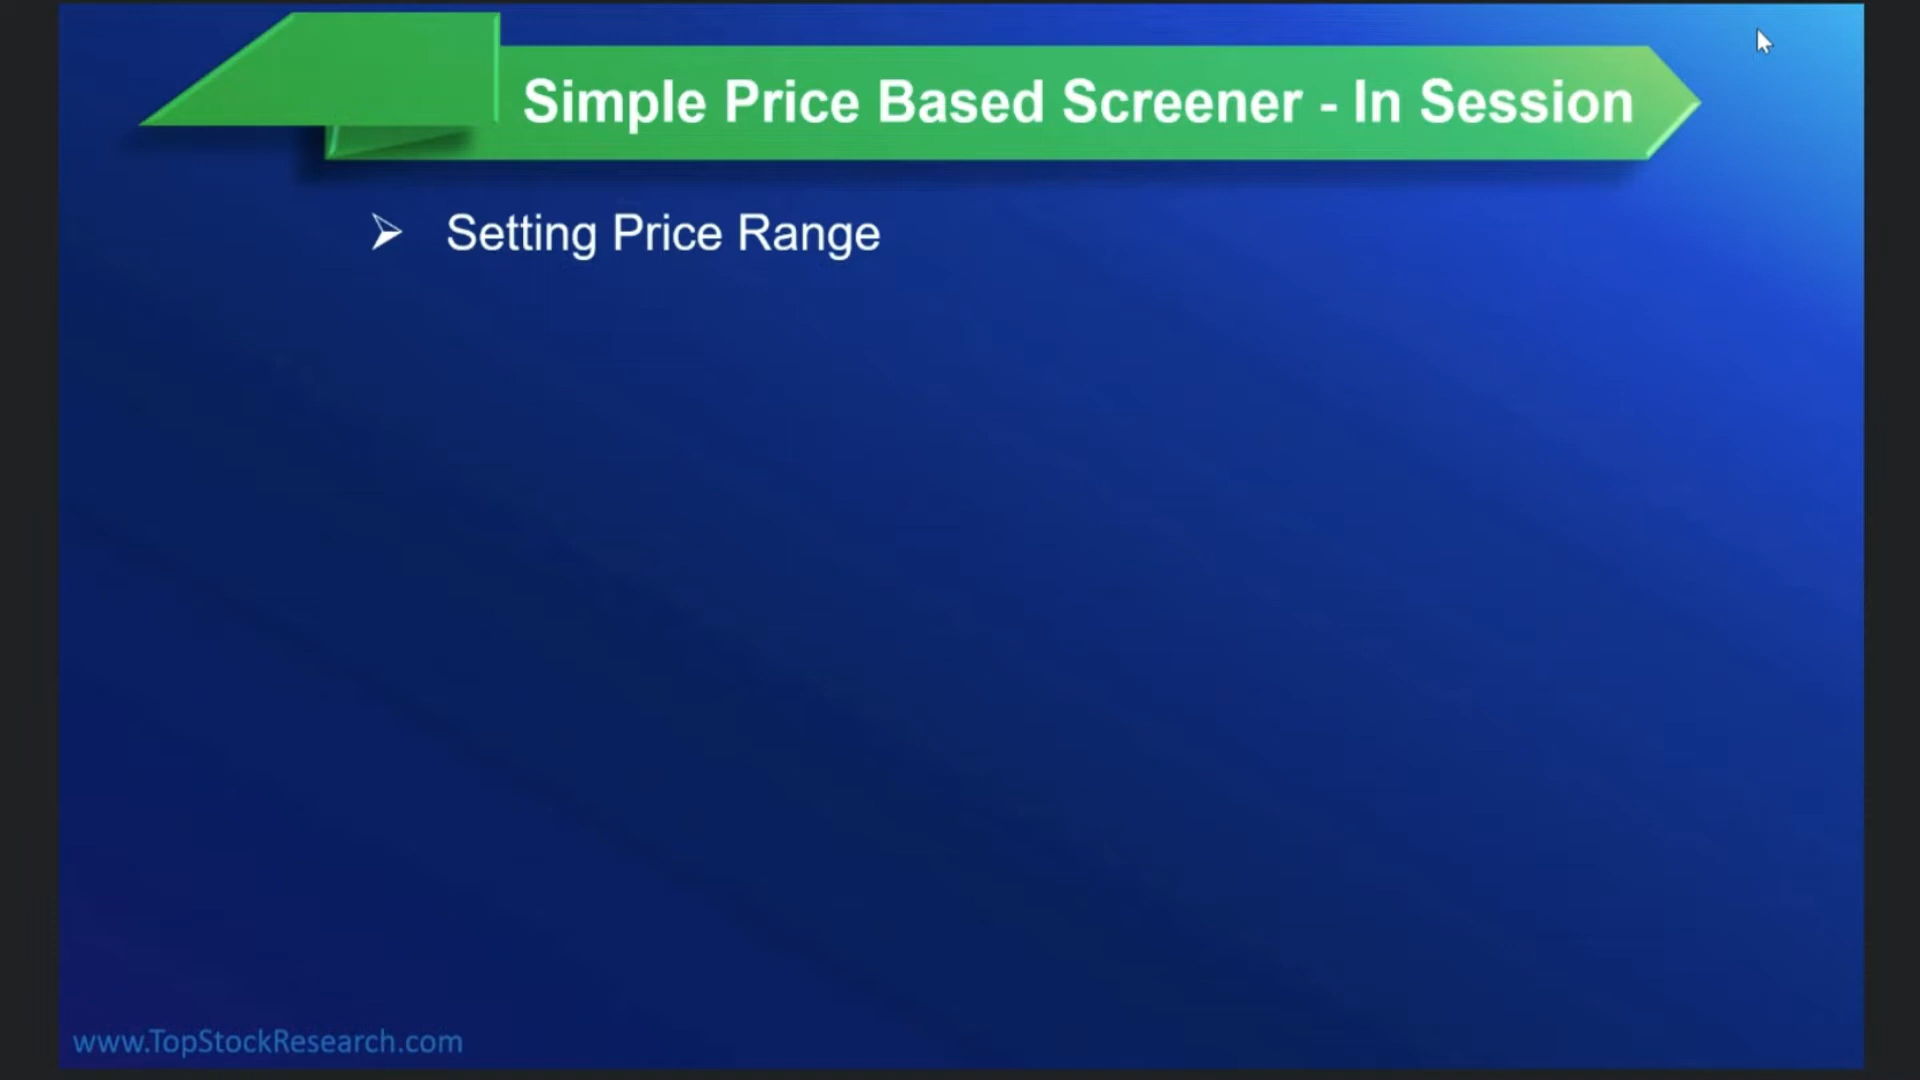 Simple Price Based Screener - In Session
Setting Price Range
www.TopStockResearch.com